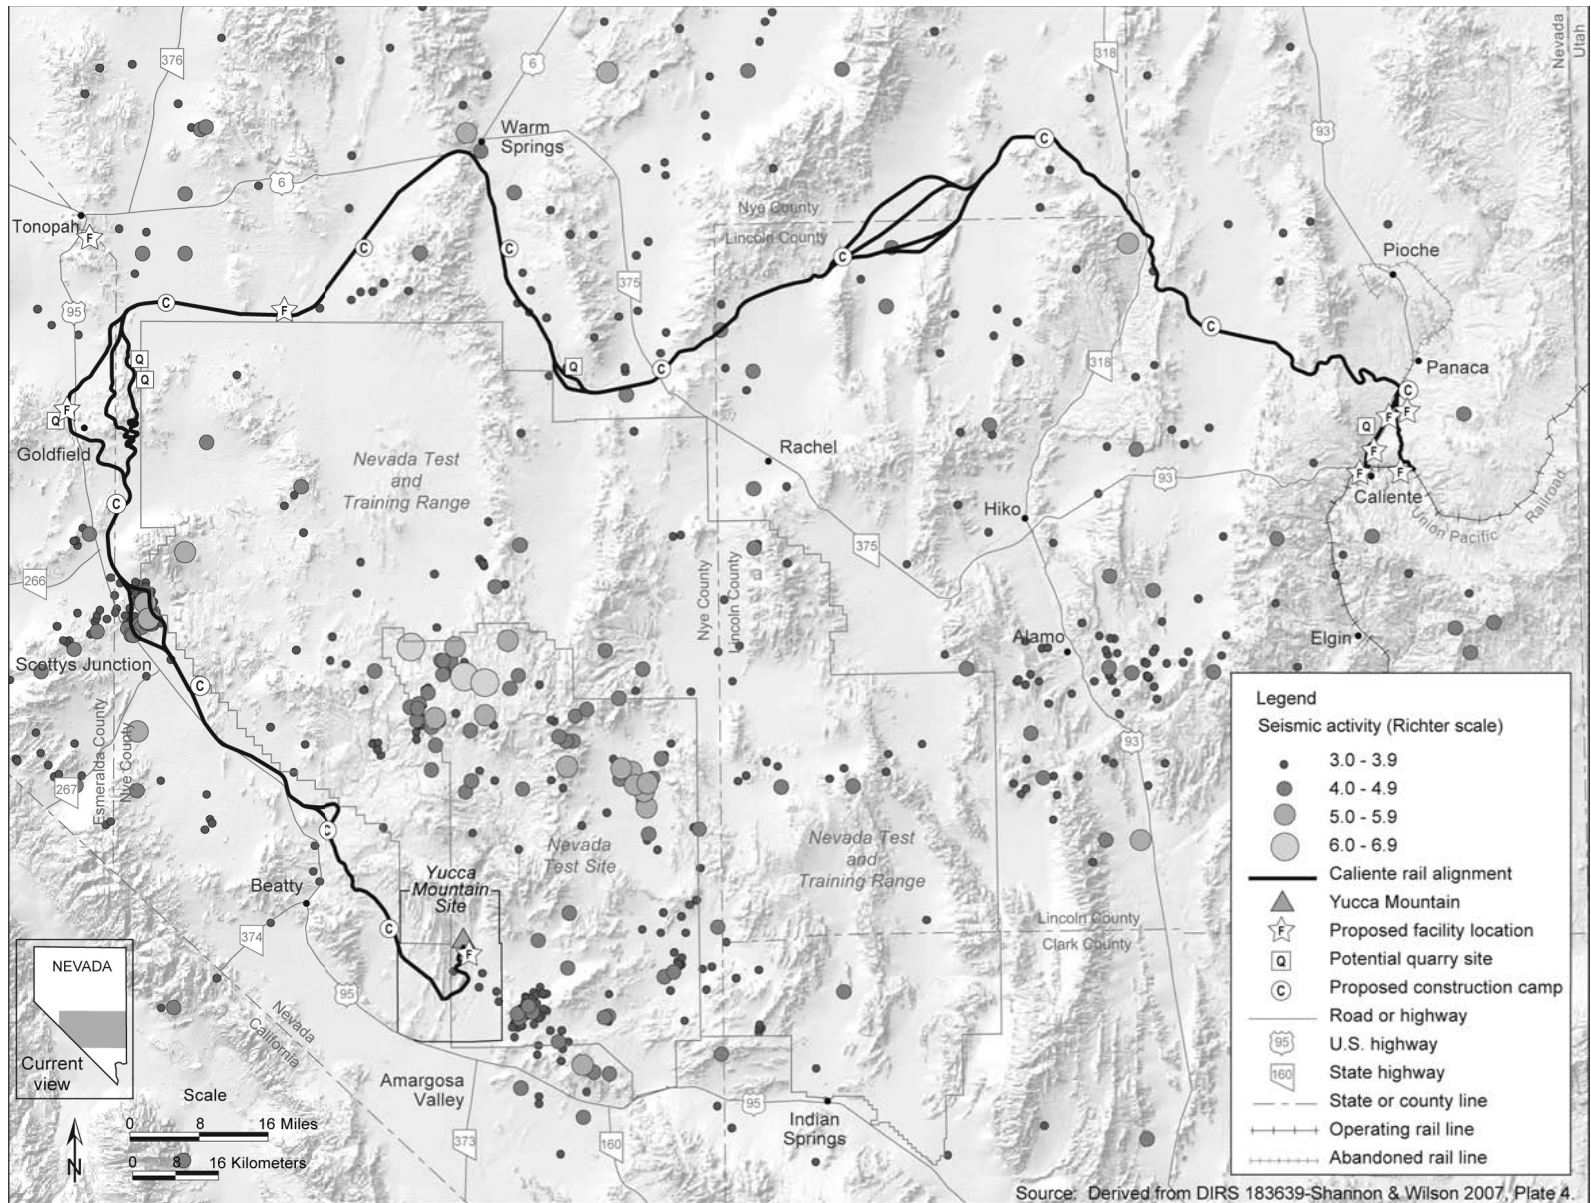 Nevada
Utah
376
6
318
93
Warm
Springs
6
Tonopah
F
Nye County
Lincoln County
C
C
C
C
C
Pioche
375
95
C
F
C
Q
Q
Q
C
318
Panaca
C
F
Q
Goldfield
F
F
Q
F
F
F
Caliente
Rachel
Nevada Test
and
Training Range
93
Hiko
Union Pacific
Railroad
C
375
266
Nye County
Lincoln County
Alamo
Elgin
Scottys Junction
C
Esmeralda County
Nye County
267
93
C
Nevada
Test Site
Nevada Test
and
Training Range
Yucca
Mountain
Site
Beatty
C
F
374
95
Lincoln County
Clark County
Nevada
California
NEVADA
Current
view
Scale
0 8 16 Miles
0 8 16 Kilometers
N
Amargosa
Valley
373
160
95
Indian
Springs
Legend
Seismic activity (Richter scale)
3.0 - 3.9
4.0 - 4.9
5.0 - 5.9
6.0 - 6.9
Caliente rail alignment
Yucca Mountain
F Proposed facility location
Q Potential quarry site
C Proposed construction camp
Road or highway
95 U.S. highway
160 State highway
State or county line
Operating rail line
Abandoned rail line
Source: Derived from DIRS 183639-Shannon & Wilson 2007, Plate 4.